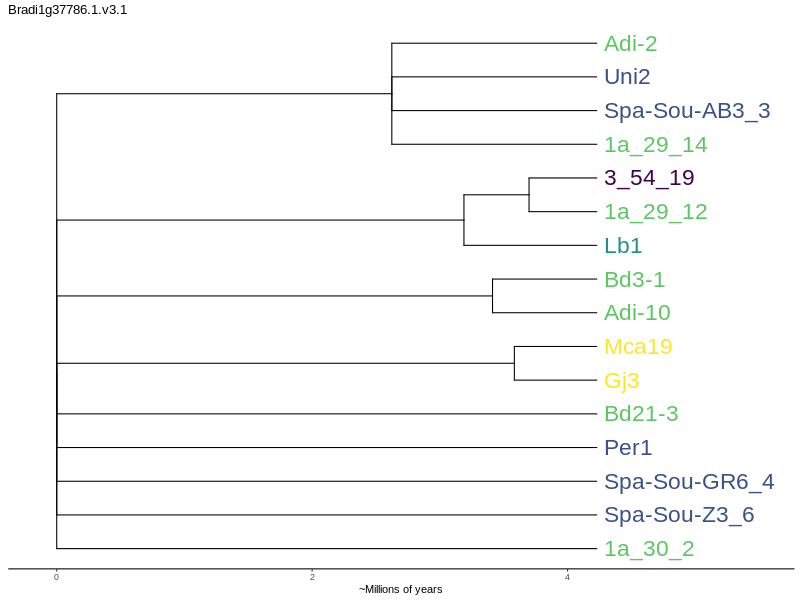 Bradi1g37786.1.v3.1
Adi-2
Uni2
Spa-Sou-AB3_3
1a_29_14
3_54_19
1a_29_12
Lb1
Bd3-1
Adi-10
Mca19
Gj3
Bd21-3
Per1
Spa-Sou-GR6_4
Spa-Sou-Z3_6
1a_30_2
0 2 4
~Millions of years